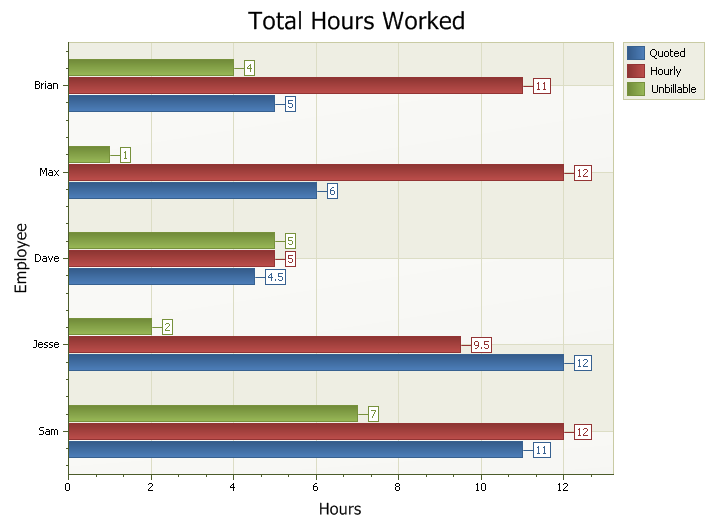 Total Hours Worked
Quoted
Hourly
Unbillable
Employee
Brian
4
11
5
Max
1
12
6
Dave
5
5
4.5
Jesse
2
9.5
12
Sam
7
12
11
0 2 4 6 8 10 12
Hours